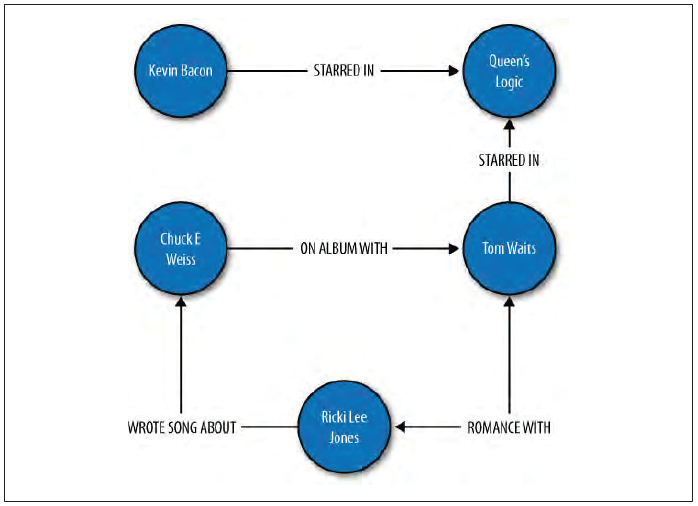 Kevin Bacon
STARRED IN
Queen's
Logic
STARRED IN
Chuck E
Weiss
ON ALBUM WITH
Tom Waits
WROTE SONG ABOUT
Ricki Lee
Jones
ROMANCE WITH